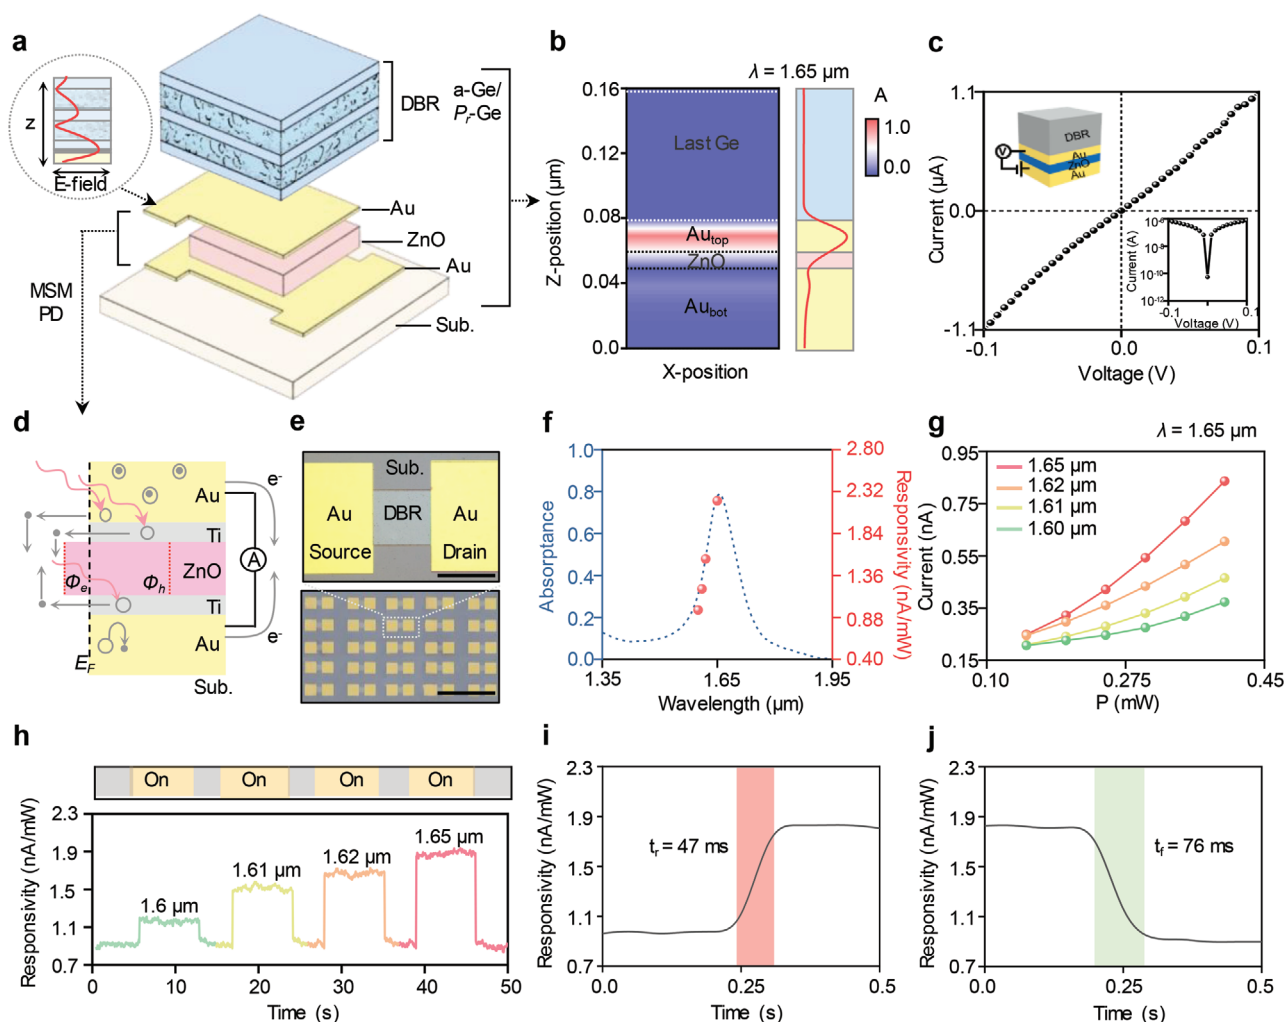 a
z
E-field
DBR
a-Ge/
Pr-Ge
Au
ZnO
Au
Sub.
MSM
PD
b
λ = 1.65 µm
A
1.0
0.0
Z-position (µm)
0.16
0.12
0.08
0.04
0.0
Last Ge
Autop
ZnO
Aubot
X-position
c
Current (µA)
1.1
0.0
-1.1
-0.1
0.0
0.1
Voltage (V)
DBR
Au
ZnO
Au
V
Current (A)
10-6
10-8
10-10
10-12
-0.1
0.1
Voltage (V)
d
e-
Au
Ti
A
Φe
Φh
ZnO
Ti
Au
e-
EF
Sub.
e
Sub.
Au
DBR
Au
Source
Drain
f
Absorptance
1.0
0.8
0.6
0.4
0.2
0.0
1.35
1.65
1.95
Wavelength (µm)
2.80
2.32
1.84
1.36
0.88
0.40
Responsivity (nA/mW)
g
λ = 1.65 µm
Current (nA)
0.95
0.75
0.55
0.35
0.15
1.65 µm
1.62 µm
1.61 µm
1.60 µm
0.10
0.275
0.45
P (mW)
h
On
On
On
On
Responsivity (nA/mW)
2.3
1.9
1.5
1.1
0.7
1.6 µm
1.61 µm
1.62 µm
1.65 µm
0
10
20
30
40
50
Time (s)
i
Responsivity (nA/mW)
2.3
1.9
1.5
1.1
0.7
tr = 47 ms
0
0.25
0.5
Time (s)
j
Responsivity (nA/mW)
2.3
1.9
1.5
1.1
0.7
tf = 76 ms
0
0.25
0.5
Time (s)